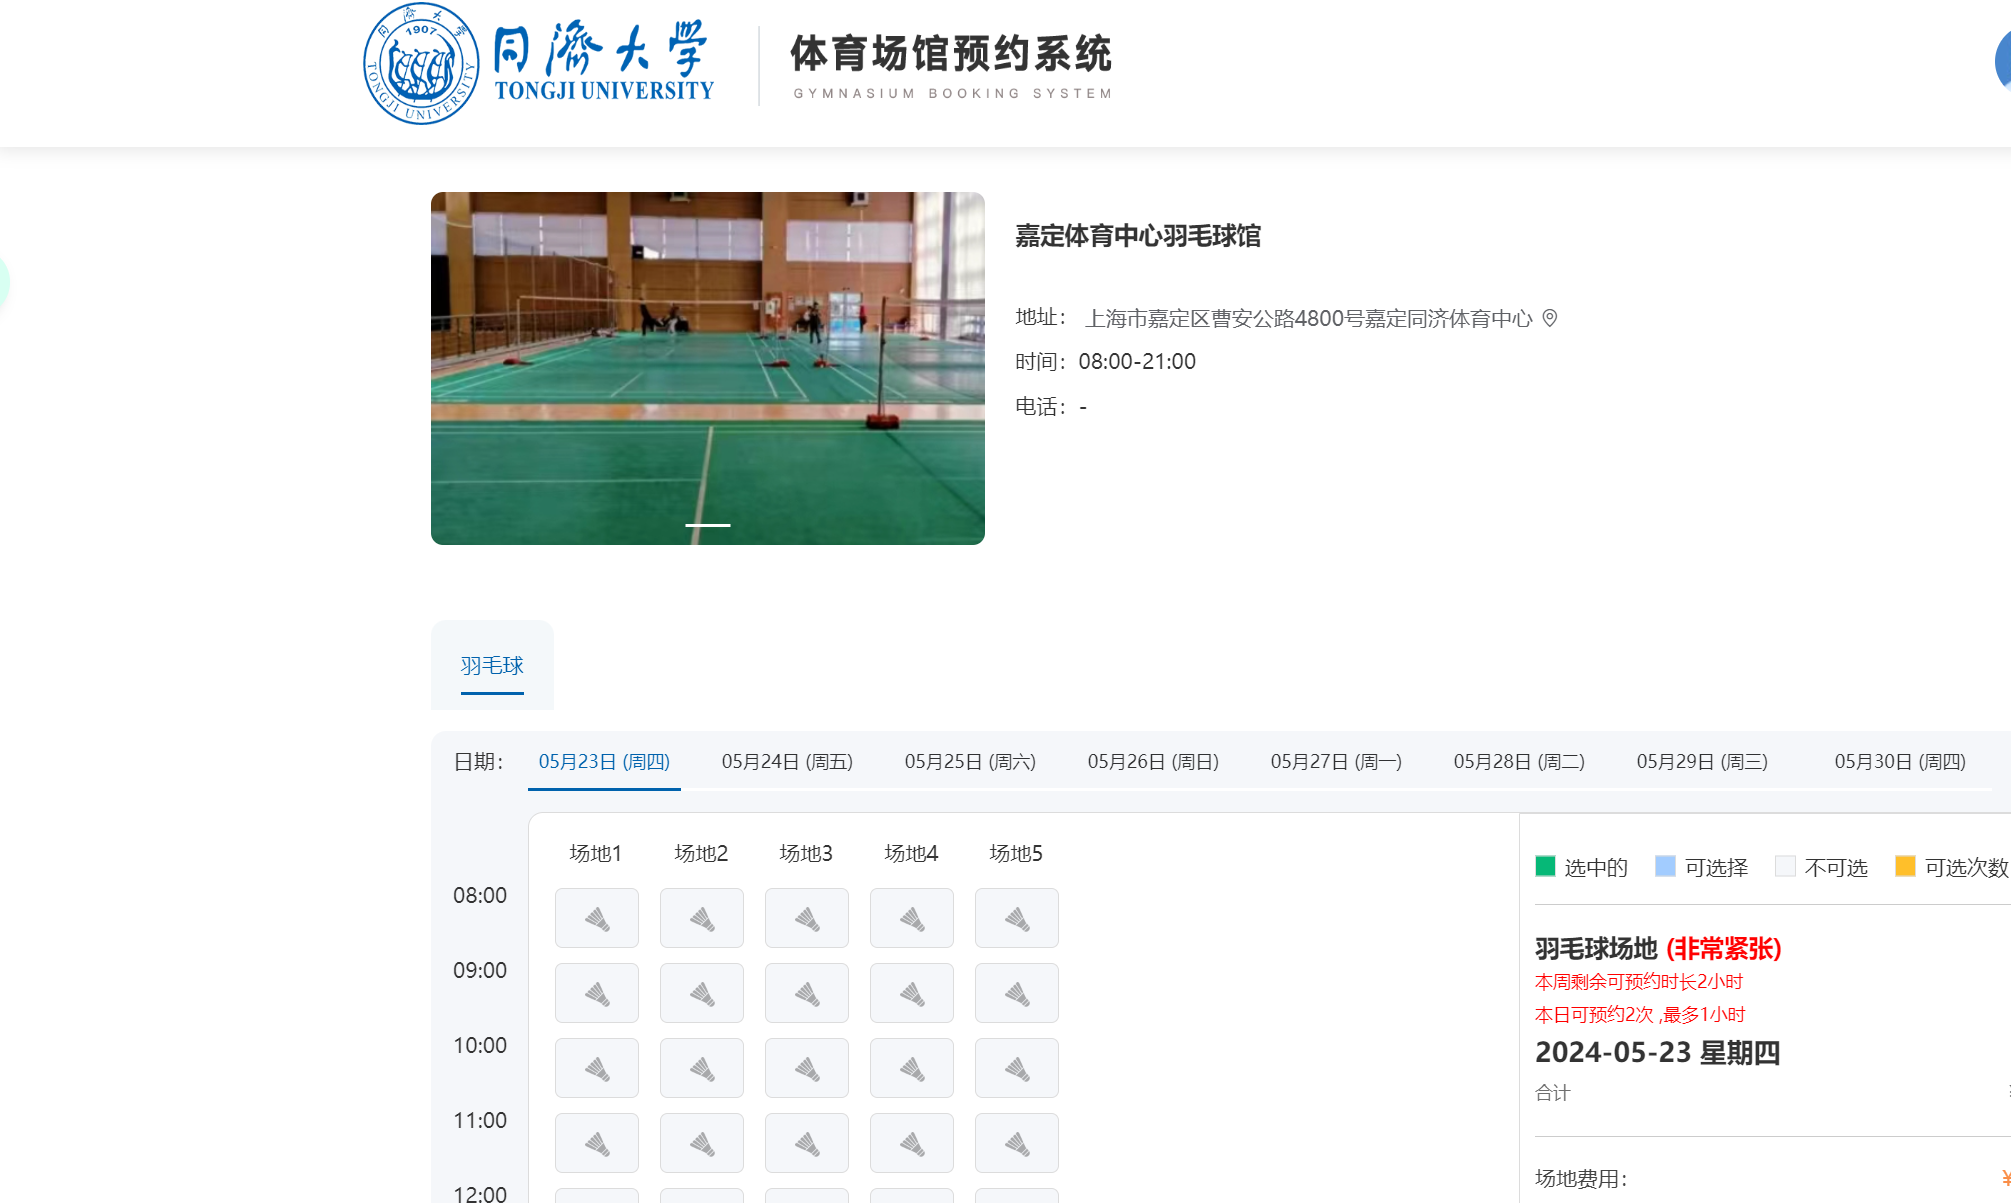 同濟大学
1907
TONGJI UNIVERSITY
同濟大学
TONGJI UNIVERSITY
体育场馆预约系统
GYMNASIUM BOOKING SYSTEM
嘉定体育中心羽毛球馆
地址： 上海市嘉定区曹安公路4800号嘉定同济体育中心
时间：08:00-21:00
电话：-
羽毛球
日期： 05月23日 (周四) 05月24日 (周五) 05月25日 (周六) 05月26日 (周日) 05月27日 (周一) 05月28日 (周二) 05月29日 (周三) 05月30日 (周四)
场地1 场地2 场地3 场地4 场地5
08:00
09:00
10:00
11:00
12:00
选中的 可选择 不可选 可选次数
羽毛球场地 (非常紧张)
本周剩余可预约时长2小时
本日可预约2次 ,最多1小时
2024-05-23 星期四
合计
场地费用：